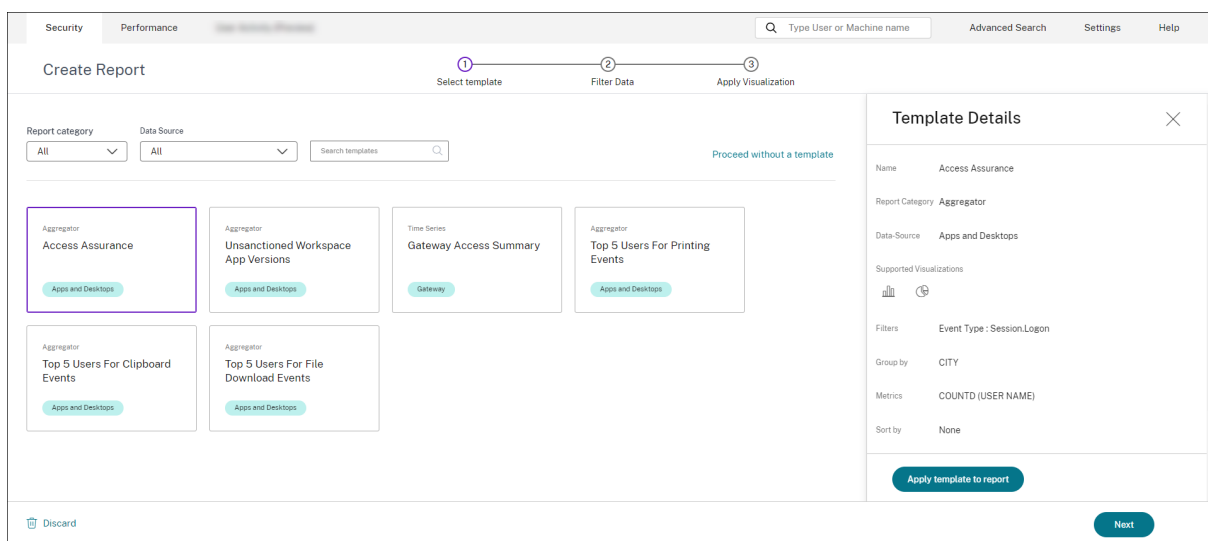 Security
Performance
Type User or Machine name
Advanced Search
Settings
Help
Create Report
1
Select template
2
Filter Data
3
Apply Visualization
Report category
All
Data Source
All
Search templates
Proceed without a template
Aggregator
Access Assurance
Apps and Desktops
Aggregator
Unsanctioned Workspace
App Versions
Apps and Desktops
Time Series
Gateway Access Summary
Gateway
Aggregator
Top 5 Users For Printing
Events
Apps and Desktops
Aggregator
Top 5 Users For Clipboard
Events
Apps and Desktops
Aggregator
Top 5 Users For File
Download Events
Apps and Desktops
Template Details
Name Access Assurance
Report Category Aggregator
Data-Source Apps and Desktops
Supported Visualizations
Filters Event Type : Session.Logon
Group by CITY
Metrics COUNTD (USER NAME)
Sort by None
Apply template to report
Discard
Next